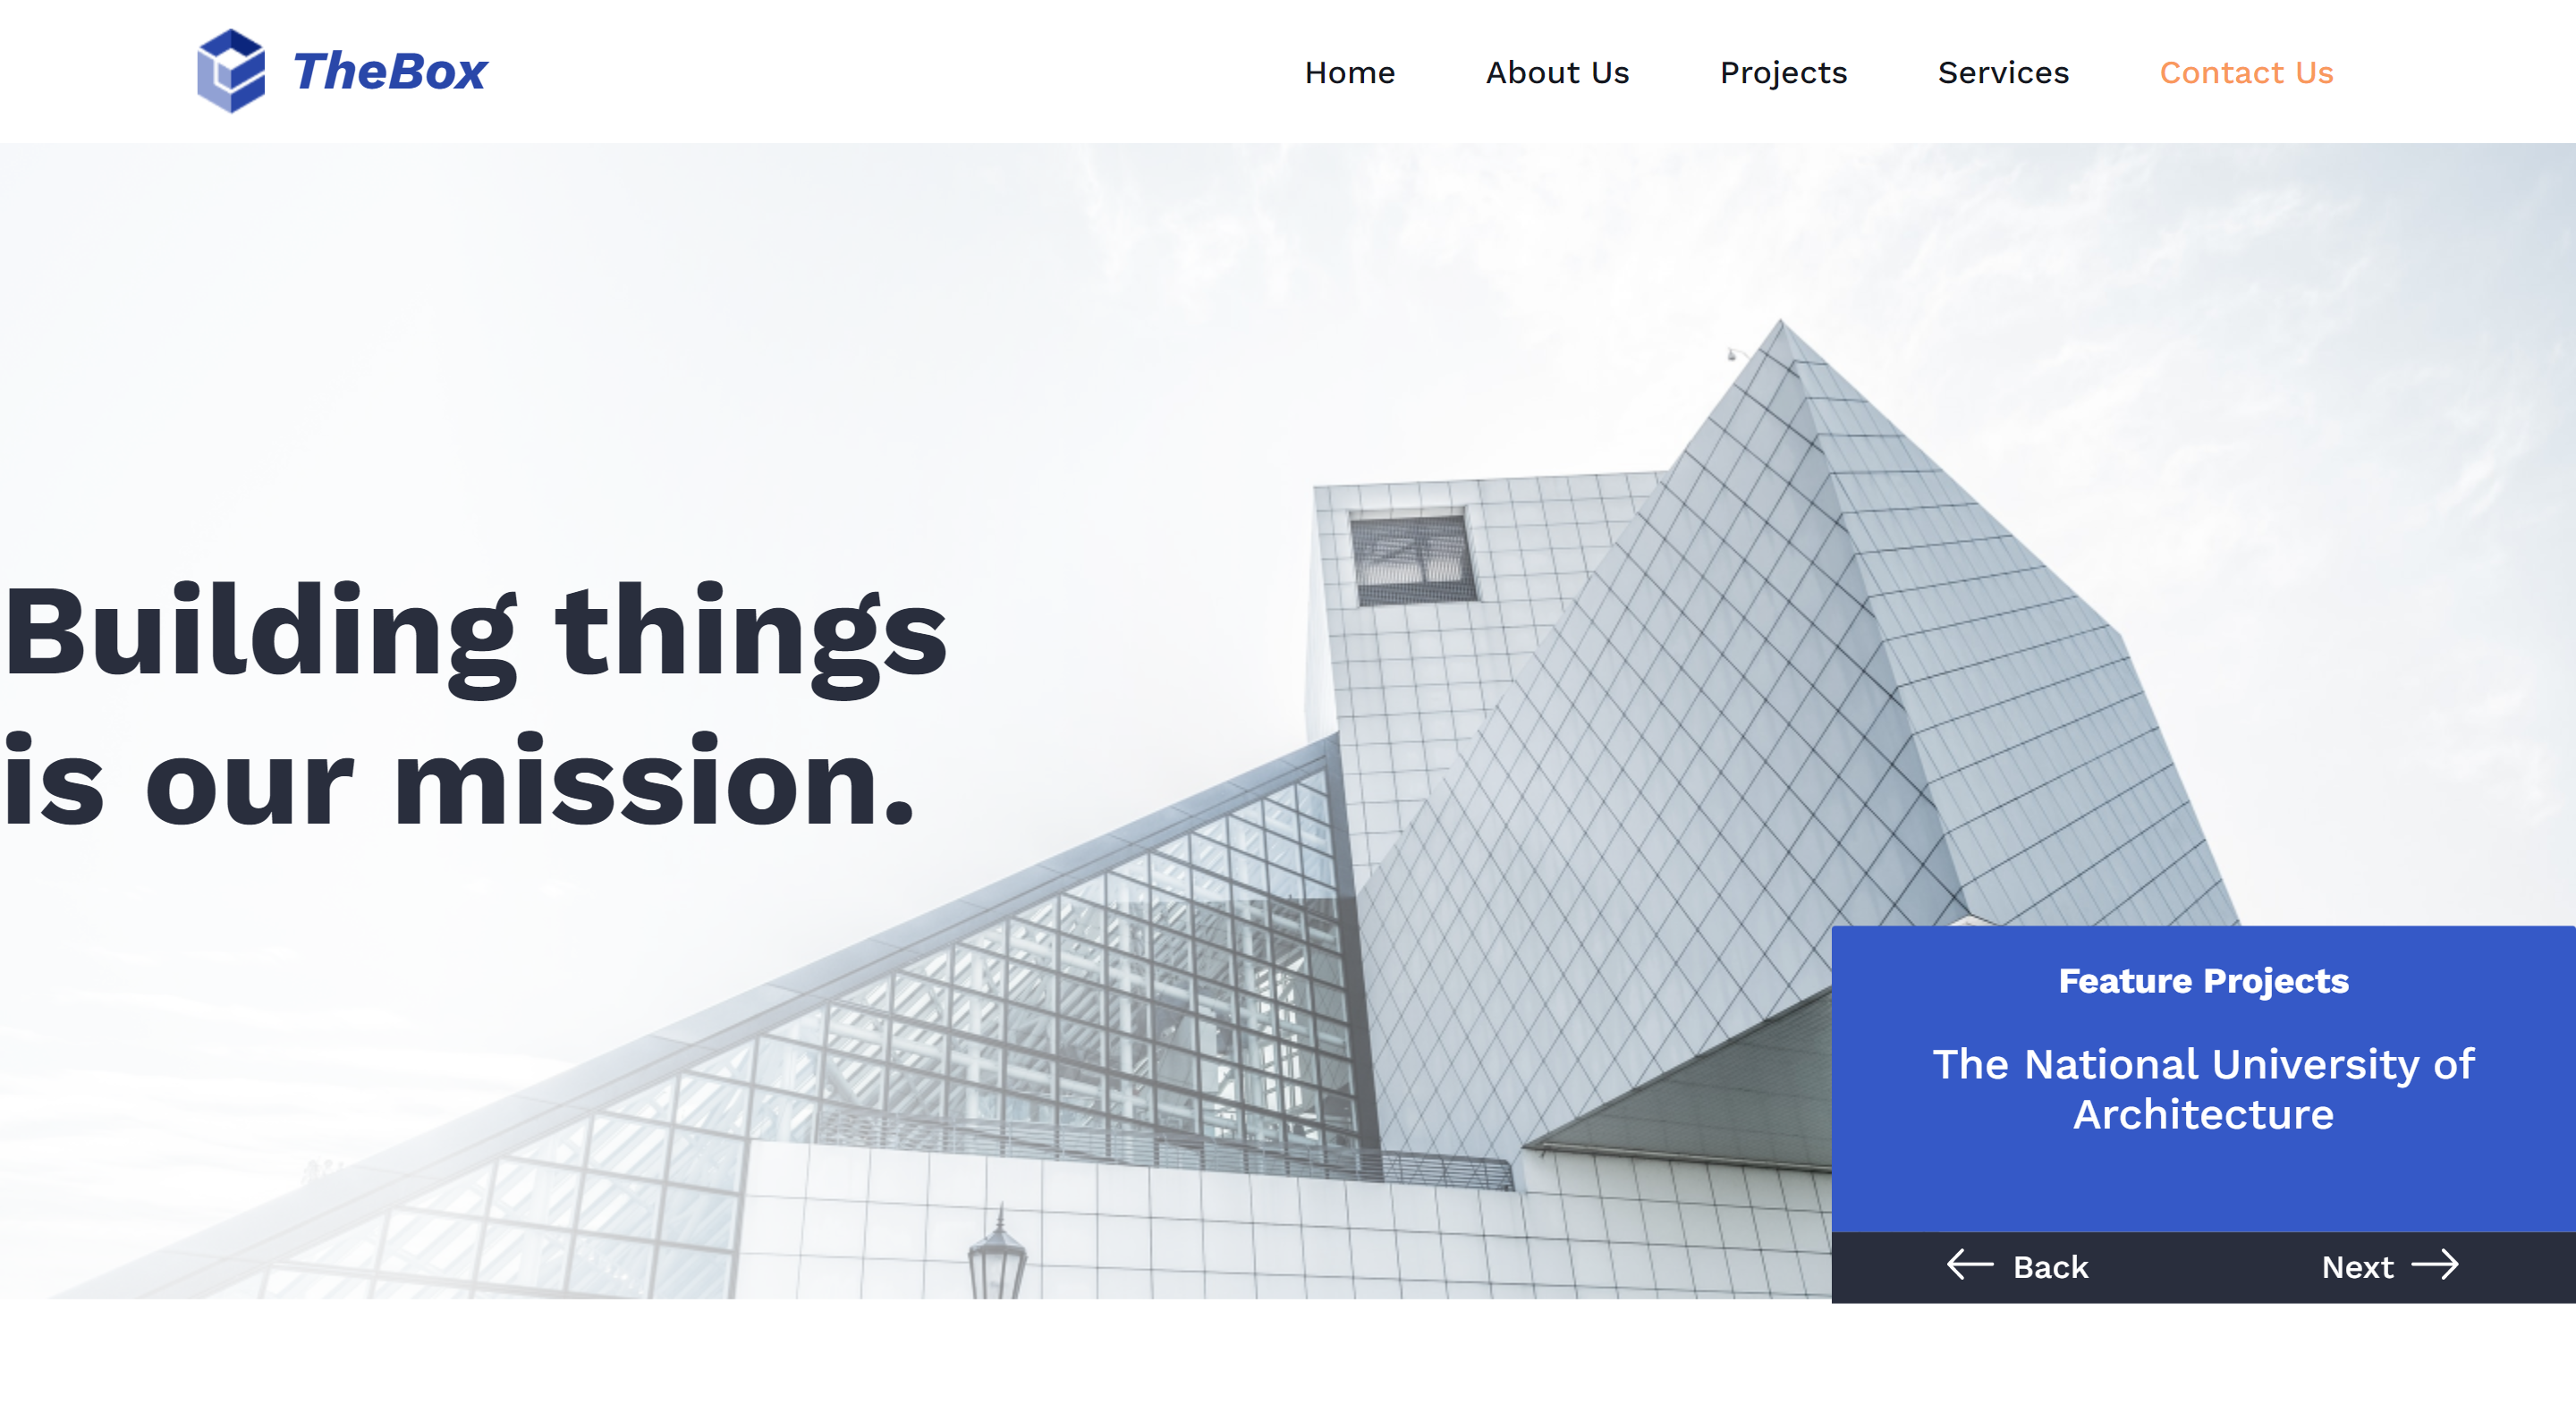 TheBox
Home
About Us
Projects
Services
Contact Us
Building things
is our mission.
Feature Projects
The National University of
Architecture
Back
Next